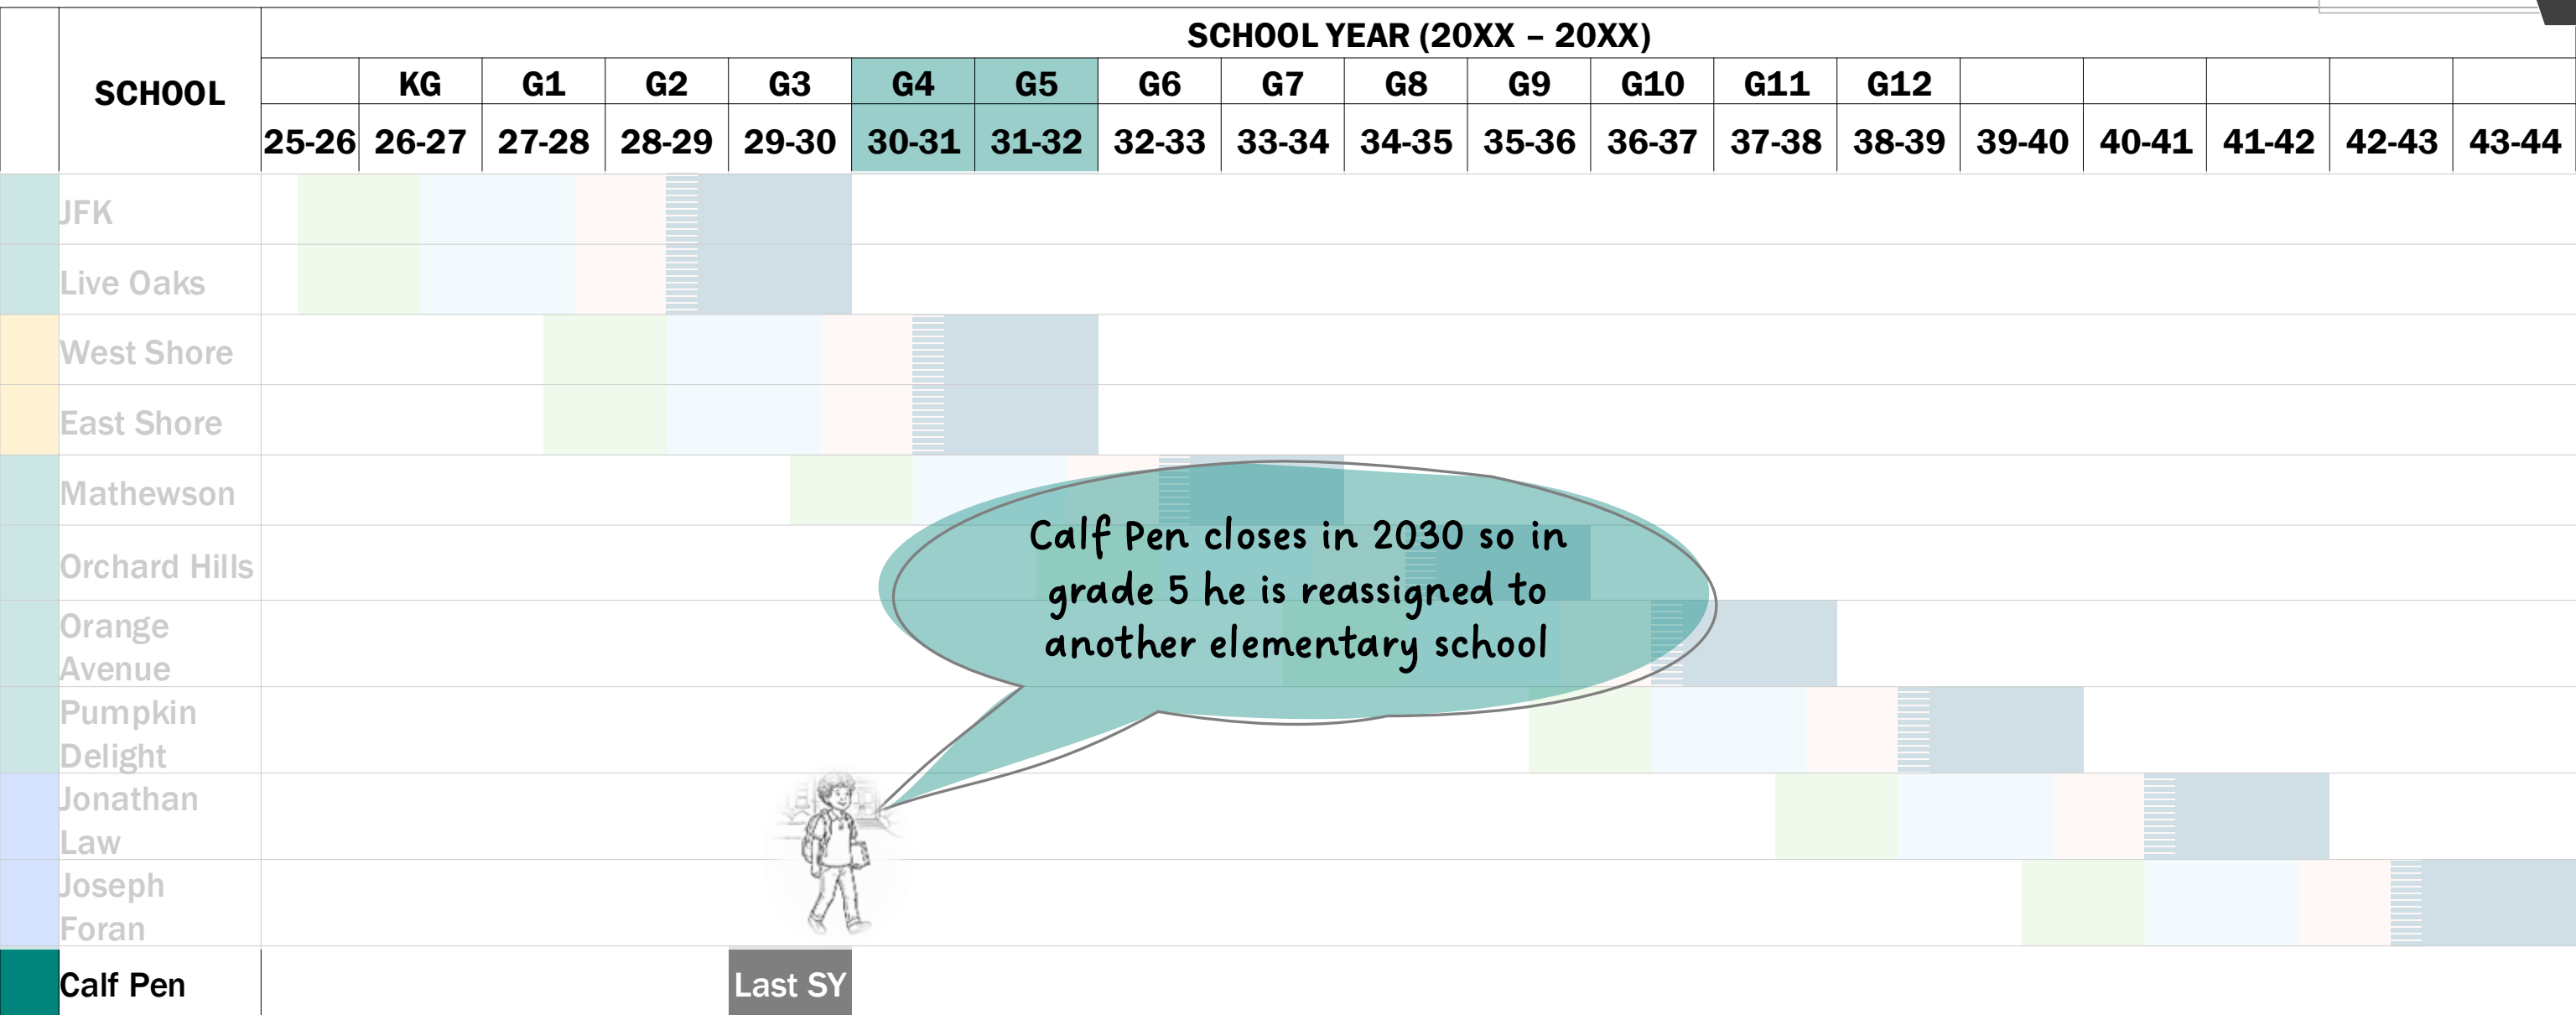 SCHOOL YEAR (20XX – 20XX)
SCHOOL
KG G1 G2 G3 G4 G5 G6 G7 G8 G9 G10 G11 G12
25-26 26-27 27-28 28-29 29-30 30-31 31-32 32-33 33-34 34-35 35-36 36-37 37-38 38-39 39-40 40-41 41-42 42-43 43-44
JFK
Live Oaks
West Shore
East Shore
Mathewson
Orchard Hills
Orange
Avenue
Pumpkin
Delight
Jonathan
Law
Joseph
Foran
Calf Pen closes in 2030 so in
grade 5 he is reassigned to
another elementary school
Calf Pen Last SY